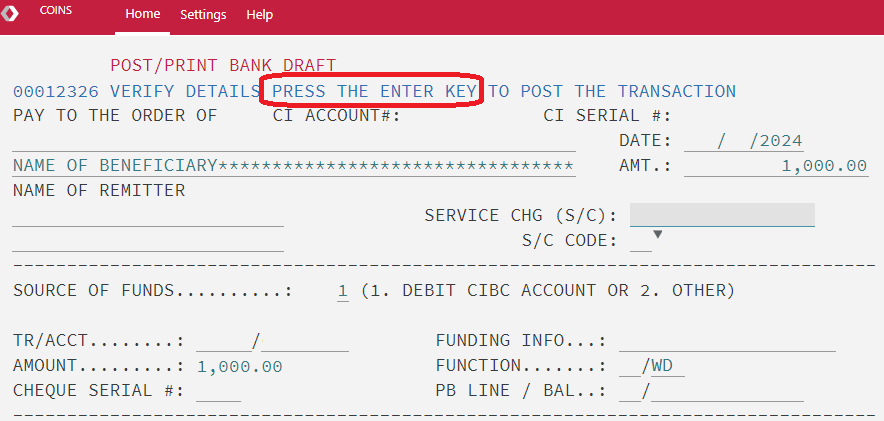 COINS Home Settings Help
POST/PRINT BANK DRAFT
00012326 VERIFY DETAILS PRESS THE ENTER KEY TO POST THE TRANSACTION
PAY TO THE ORDER OF CI ACCOUNT#: CI SERIAL #:
DATE: / /2024
NAME OF BENEFICIARY********************************* AMT.: 1,000.00
NAME OF REMITTER
SERVICE CHG (S/C):
S/C CODE:
--------------------------------------------------------------------------------
SOURCE OF FUNDS..........: 1 (1. DEBIT CIBC ACCOUNT OR 2. OTHER)
TR/ACCT........: / FUNDING INFO...:
AMOUNT.........: 1,000.00 FUNCTION.......: /WD
CHEQUE SERIAL #: PB LINE / BAL..: /
--------------------------------------------------------------------------------